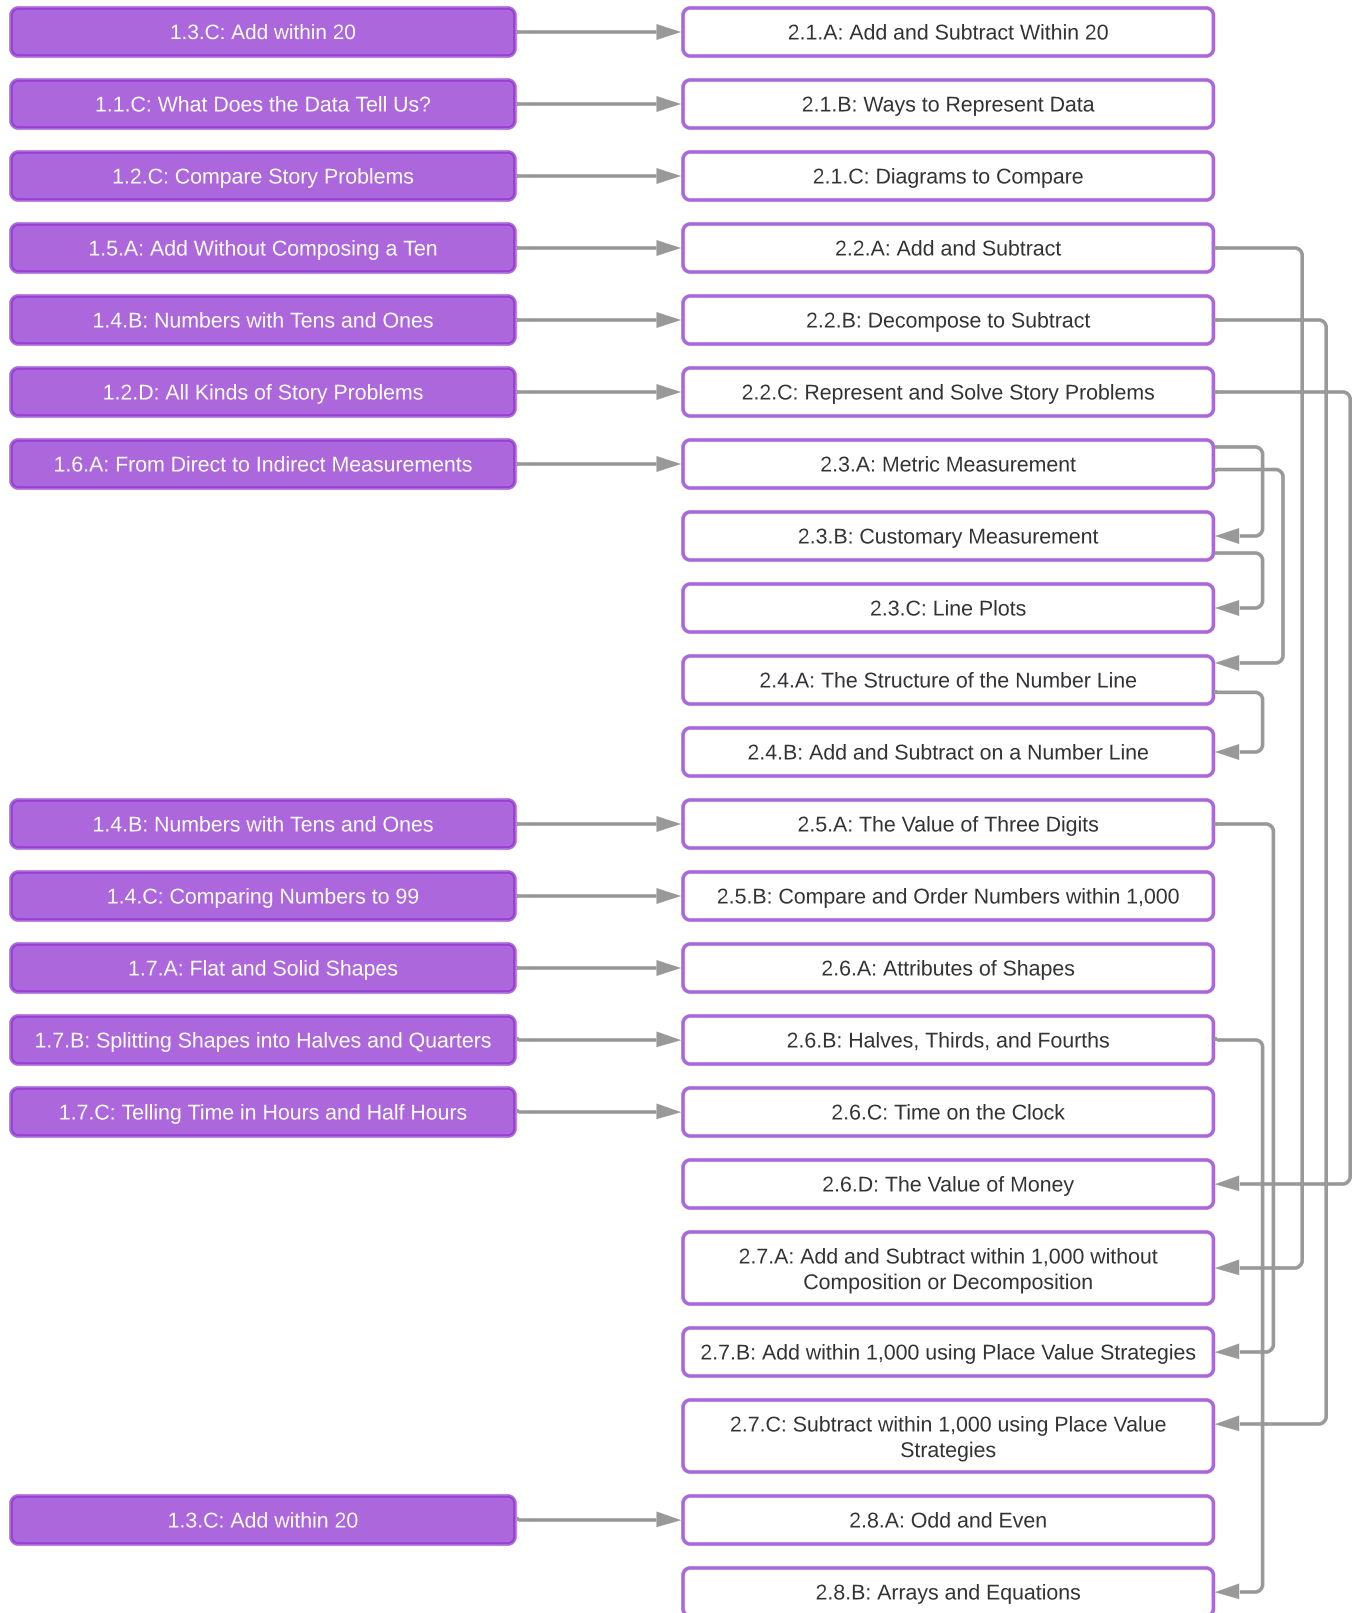 1.3.C: Add within 20
2.1.A: Add and Subtract Within 20
1.1.C: What Does the Data Tell Us?
2.1.B: Ways to Represent Data
1.2.C: Compare Story Problems
2.1.C: Diagrams to Compare
1.5.A: Add Without Composing a Ten
2.2.A: Add and Subtract
1.4.B: Numbers with Tens and Ones
2.2.B: Decompose to Subtract
1.2.D: All Kinds of Story Problems
2.2.C: Represent and Solve Story Problems
1.6.A: From Direct to Indirect Measurements
2.3.A: Metric Measurement
2.3.B: Customary Measurement
2.3.C: Line Plots
2.4.A: The Structure of the Number Line
2.4.B: Add and Subtract on a Number Line
1.4.B: Numbers with Tens and Ones
2.5.A: The Value of Three Digits
1.4.C: Comparing Numbers to 99
2.5.B: Compare and Order Numbers within 1,000
1.7.A: Flat and Solid Shapes
2.6.A: Attributes of Shapes
1.7.B: Splitting Shapes into Halves and Quarters
2.6.B: Halves, Thirds, and Fourths
1.7.C: Telling Time in Hours and Half Hours
2.6.C: Time on the Clock
2.6.D: The Value of Money
2.7.A: Add and Subtract within 1,000 without
Composition or Decomposition
2.7.B: Add within 1,000 using Place Value Strategies
2.7.C: Subtract within 1,000 using Place Value
Strategies
1.3.C: Add within 20
2.8.A: Odd and Even
2.8.B: Arrays and Equations